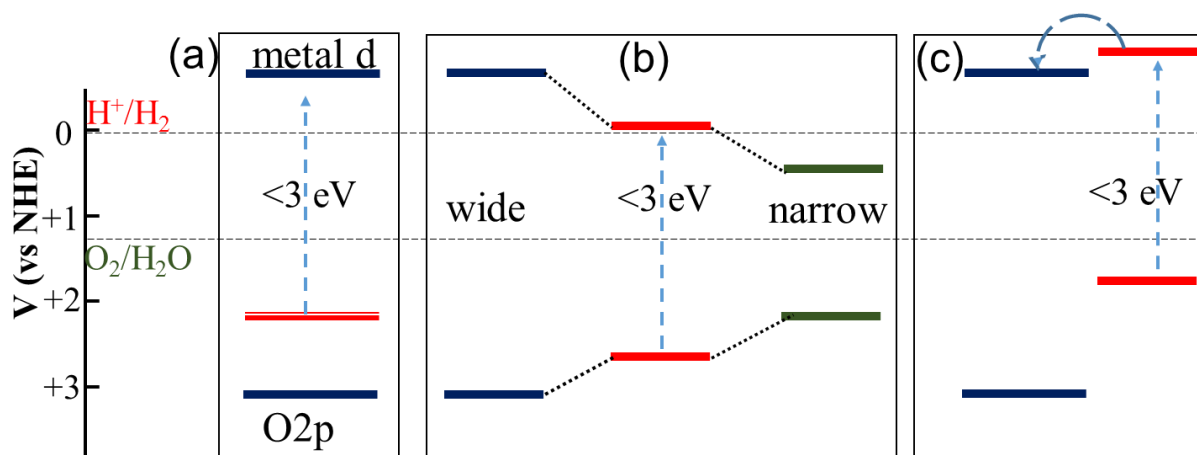 (a)
metal d
<3 eV
O2p
(b)
wide
<3 eV
narrow
(c)
<3 eV
V (vs NHE)
H⁺/H₂
0
+1
O₂/H₂O
+2
+3